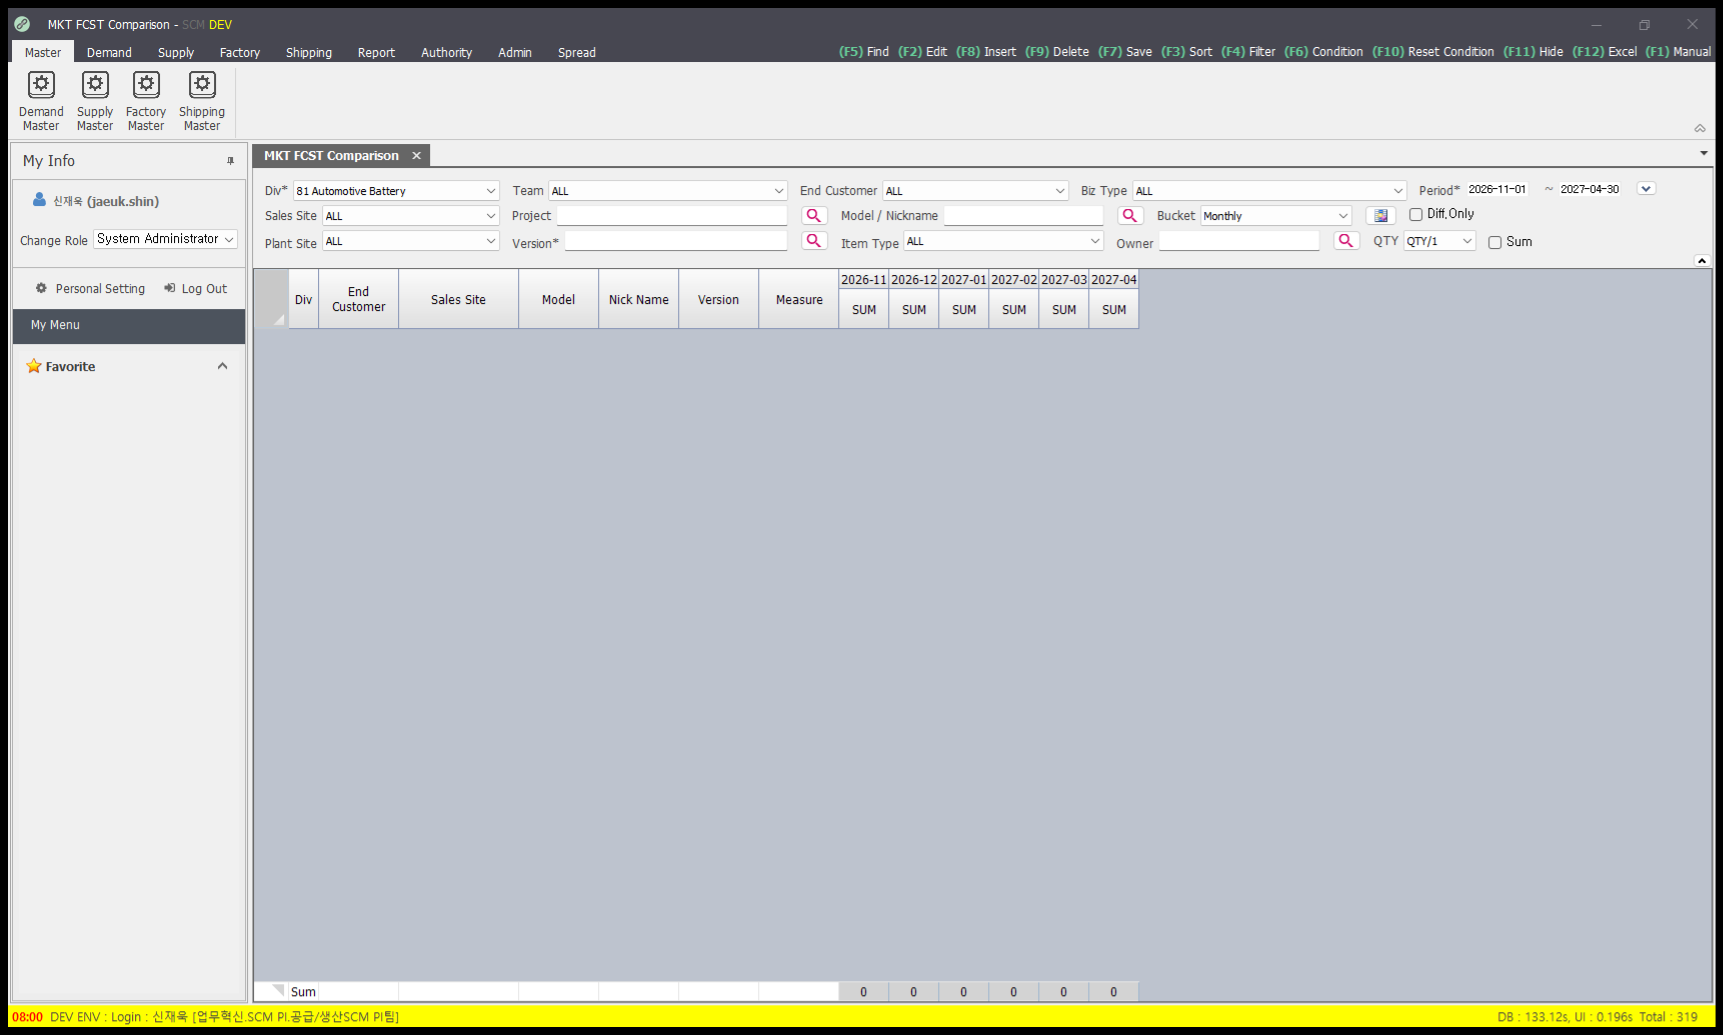 MKT FCST Comparison - SCM DEV
Master Demand Supply Factory Shipping Report Authority Admin Spread (F5) Find (F2) Edit (F8) Insert (F9) Delete (F7) Save (F3) Sort (F4) Filter (F6) Condition (F10) Reset Condition (F11) Hide (F12) Excel (F1) Manual
Demand Master
Supply Master
Factory Master
Shipping Master
My Info
신재욱 (jaeuk.shin)
Change Role System Administrator
Personal Setting Log Out
My Menu
Favorite
MKT FCST Comparison
Div* 81 Automotive Battery Team ALL End Customer ALL Biz Type ALL Period* 2026-11-01 ~ 2027-04-30
Sales Site ALL Project Model / Nickname Bucket Monthly Diff,Only
Plant Site ALL Version* Item Type ALL Owner QTY QTY/1 Sum
Div End Customer Sales Site Model Nick Name Version Measure 2026-11 2026-12 2027-01 2027-02 2027-03 2027-04
SUM SUM SUM SUM SUM SUM
Sum 0 0 0 0 0 0
08:00 DEV ENV : Login : 신재욱 [업무혁신.SCM PI.공급/생산SCM PI팀] DB : 133.12s, UI : 0.196s Total : 319